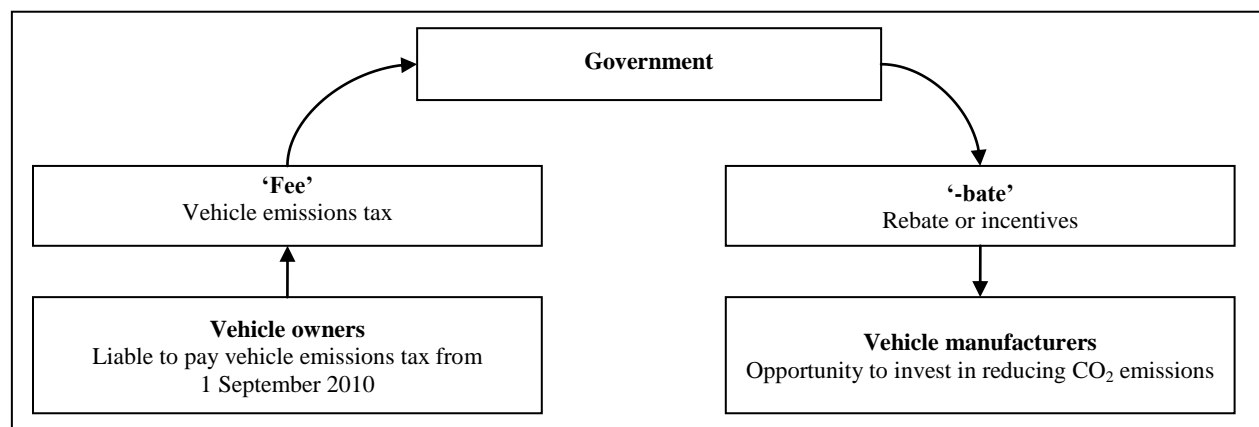 Government
‘Fee’
Vehicle emissions tax
‘-bate’
Rebate or incentives
Vehicle owners
Liable to pay vehicle emissions tax from
1 September 2010
Vehicle manufacturers
Opportunity to invest in reducing CO₂ emissions